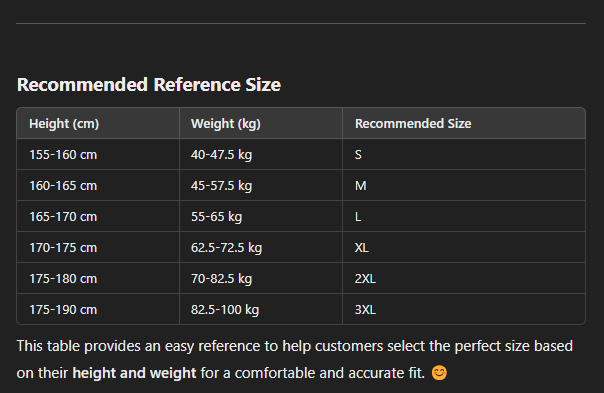 Recommended Reference Size
Height (cm) Weight (kg) Recommended Size
155-160 cm 40-47.5 kg S
160-165 cm 45-57.5 kg M
165-170 cm 55-65 kg L
170-175 cm 62.5-72.5 kg XL
175-180 cm 70-82.5 kg 2XL
175-190 cm 82.5-100 kg 3XL
This table provides an easy reference to help customers select the perfect size based
on their height and weight for a comfortable and accurate fit. 😊